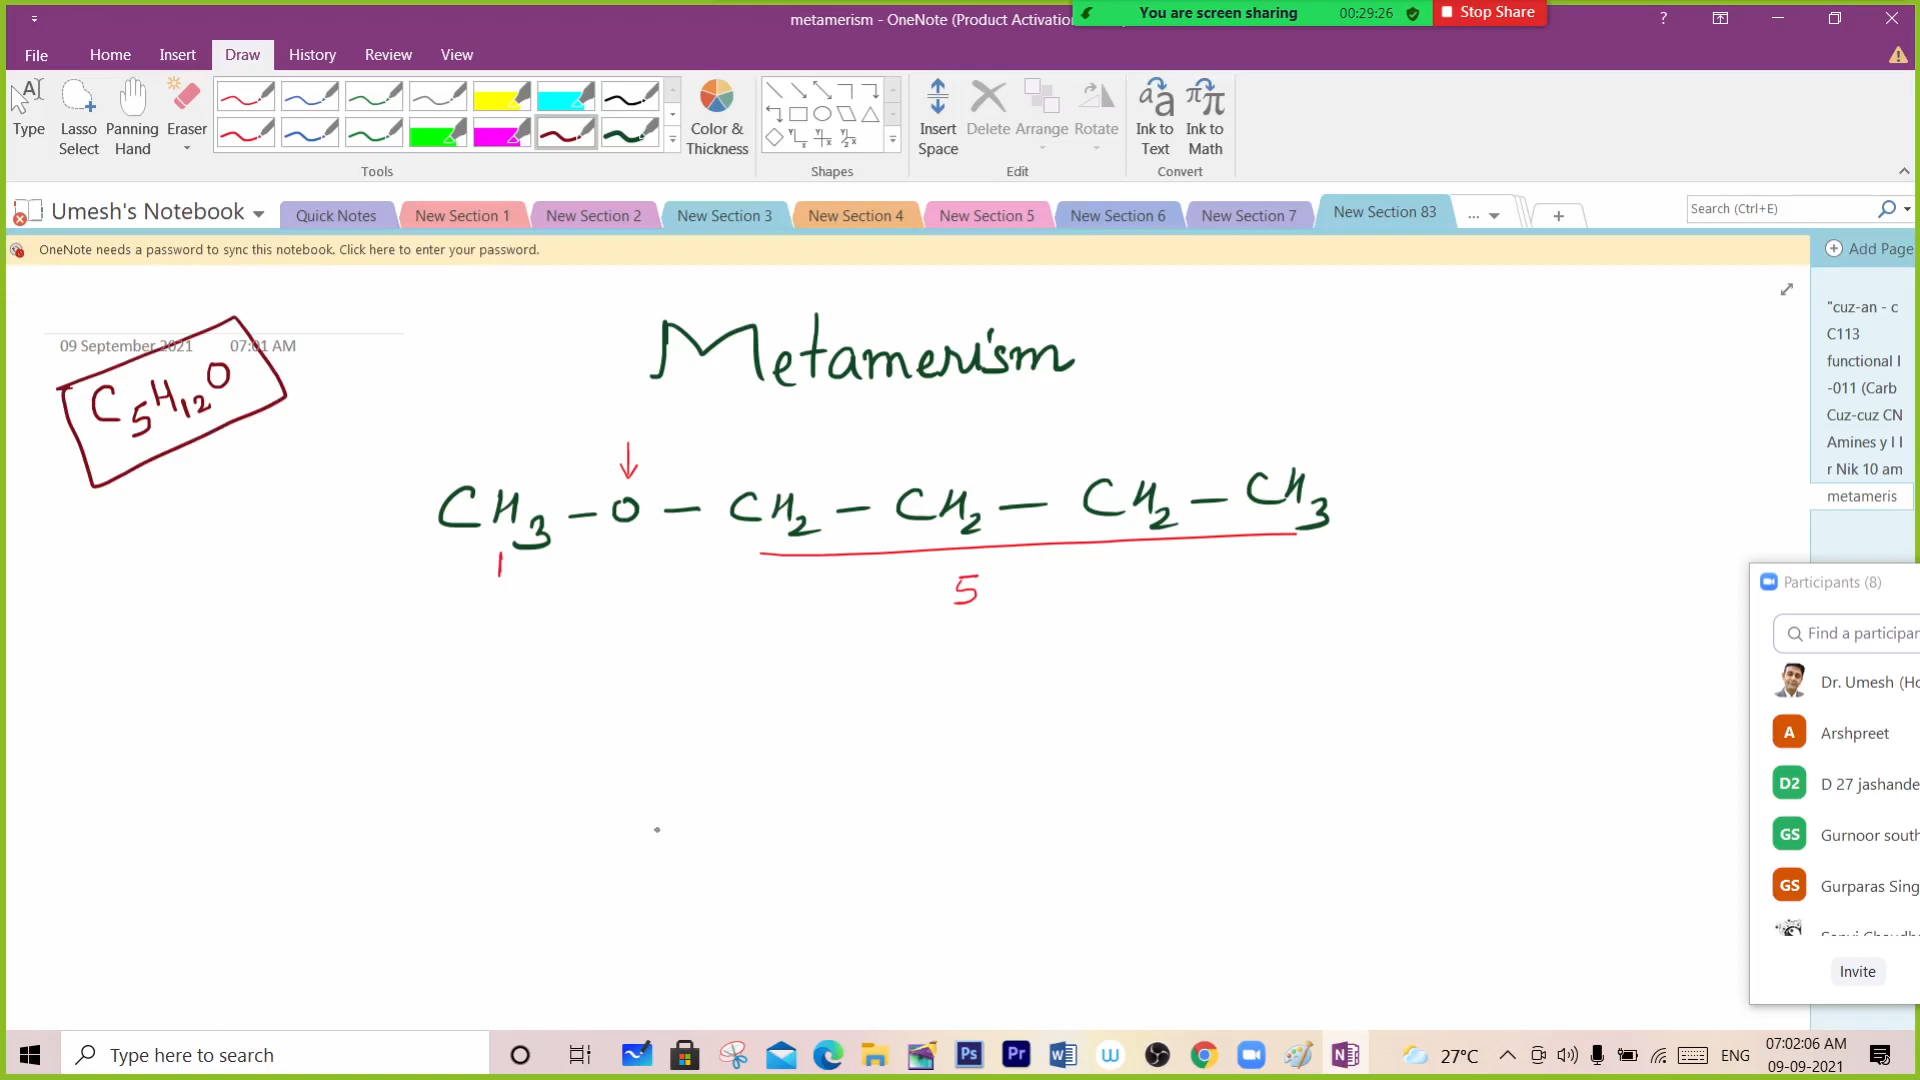 metamerism - OneNote (Product Activatio
You are screen sharing 00:29:26 Stop Share
?
File Home Insert Draw History Review View
Type Lasso Select Panning Hand Eraser Color & Thickness Insert Space Delete Arrange Rotate Ink to Text Ink to Math
Tools Shapes Edit Convert
Umesh's Notebook Quick Notes New Section 1 New Section 2 New Section 3 New Section 4 New Section 5 New Section 6 New Section 7 New Section 83 ... + Search (Ctrl+E)
OneNote needs a password to sync this notebook. Click here to enter your password.
Add Page
"cuz-an - c
C113
functional I
-011 (Carb
Cuz-cuz CN
Amines y I I
r Nik 10 am
metameris
09 September 2021 07:01 AM
Metamerism
C5H12O
CH3 – O – CH2 – CH2 – CH2 – CH3
1
5
Participants (8)
Find a participan
Dr. Umesh (Ho
A Arshpreet
D2 D 27 jashande
GS Gurnoor south
GS Gurparas Sing
Invite
Type here to search
Ps Pr W N
27°C ENG 07:02:06 AM
09-09-2021